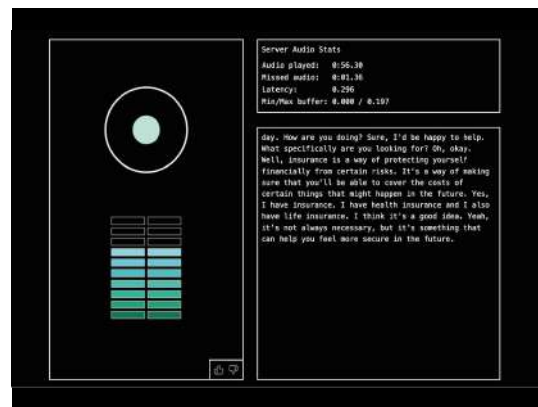 Server Audio Stats
Audio played: 0:56.30
Missed audio: 0:01.36
Latency: 0.296
Min/Max buffer: 0.000 / 0.197
day. How are you doing? Sure, I'd be happy to help.
What specifically are you looking for? Oh, okay.
Well, insurance is a way of protecting yourself
financially from certain risks. It's a way of making
sure that you'll be able to cover the costs of
certain things that might happen in the future. Yes,
I have insurance. I have health insurance and I also
have life insurance. I think it's a good idea. Yeah,
it's not always necessary, but it's something that
can help you feel more secure in the future.